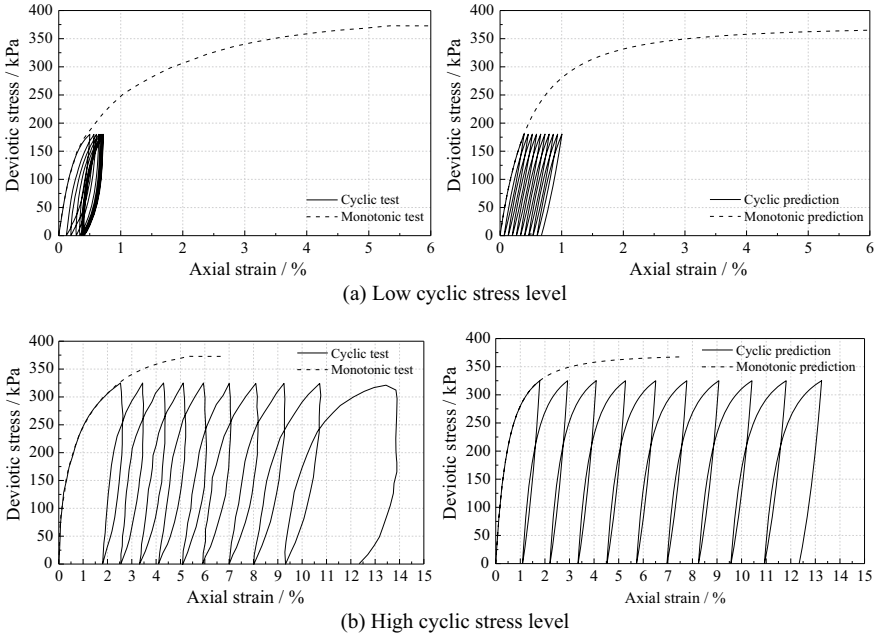 400
350
300
250
200
150
100
50
0
Deviotic stress / kPa
Cyclic test
Monotonic test
0 1 2 3 4 5 6
Axial strain / %
400
350
300
250
200
150
100
50
0
Deviotic stress / kPa
Cyclic prediction
Monotonic prediction
0 1 2 3 4 5 6
Axial strain / %
(a) Low cyclic stress level
400
350
300
250
200
150
100
50
0
Deviotic stress / kPa
Cyclic test
Monotonic test
0 1 2 3 4 5 6 7 8 9 10 11 12 13 14 15
Axial strain / %
400
350
300
250
200
150
100
50
0
Deviotic stress / kPa
Cyclic prediction
Monotonic prediction
0 1 2 3 4 5 6 7 8 9 10 11 12 13 14 15
Axial strain / %
(b) High cyclic stress level